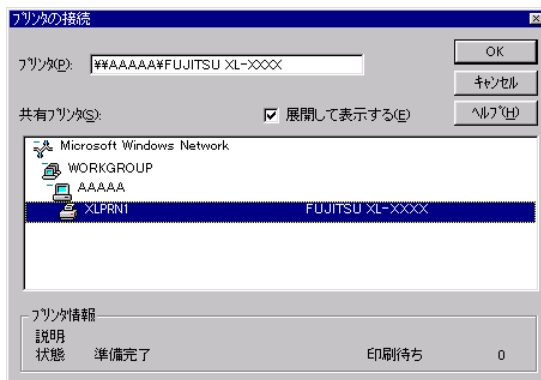 プリンタの接続
プリンタ(P): ¥¥AAAAA¥FUJITSU XL-XXXX
OK
キャンセル
ヘルプ(H)
共有プリンタ(S): 展開して表示する(E)
Microsoft Windows Network
WORKGROUP
AAAAA
XLPRN1 FUJITSU XL-XXXX
プリンタ情報
説明
状態 準備完了 印刷待ち 0